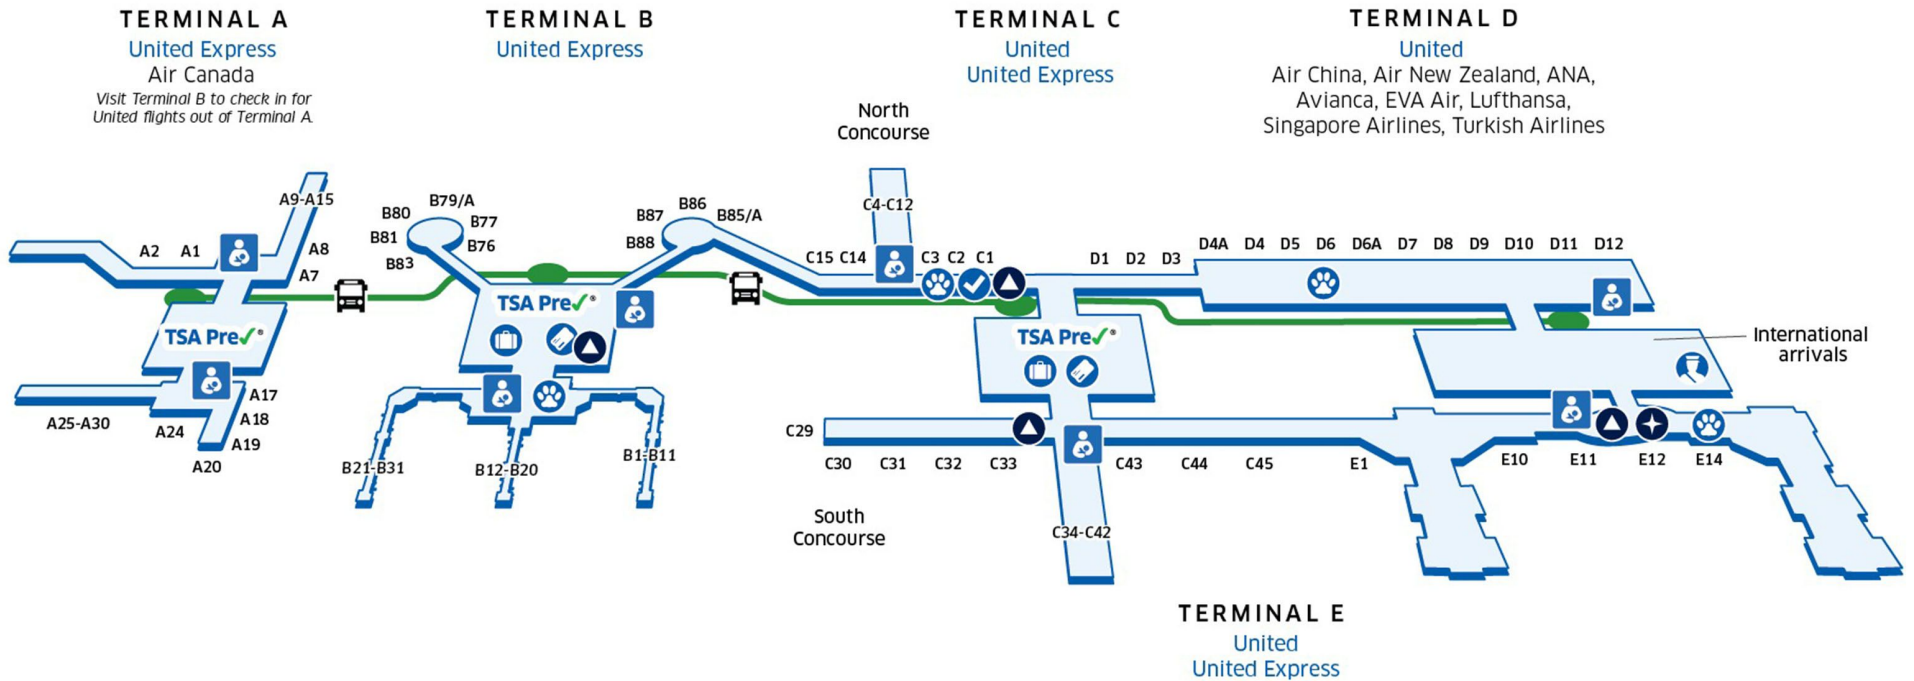 TERMINAL A
United Express
Air Canada
Visit Terminal B to check in for
United flights out of Terminal A.
TERMINAL B
United Express
TERMINAL C
United
United Express
TERMINAL D
United
Air China, Air New Zealand, ANA,
Avianca, EVA Air, Lufthansa,
Singapore Airlines, Turkish Airlines
North
Concourse
A9-A15
A2
A1
A8
A7
TSA Pre✓®
A17
A18
A19
A20
A24
A25-A30
B79/A
B80
B77
B81
B76
B83
B86
B87
B85/A
B88
TSA Pre✓®
B21-B31
B12-B20
B1-B11
C4-C12
C15
C14
C3
C2
C1
TSA Pre✓®
C29
C30
C31
C32
C33
C43
C44
C45
C34-C42
South
Concourse
D1
D2
D3
D4A
D4
D5
D6
D6A
D7
D8
D9
D10
D11
D12
International
arrivals
E1
E10
E11
E12
E14
TERMINAL E
United
United Express